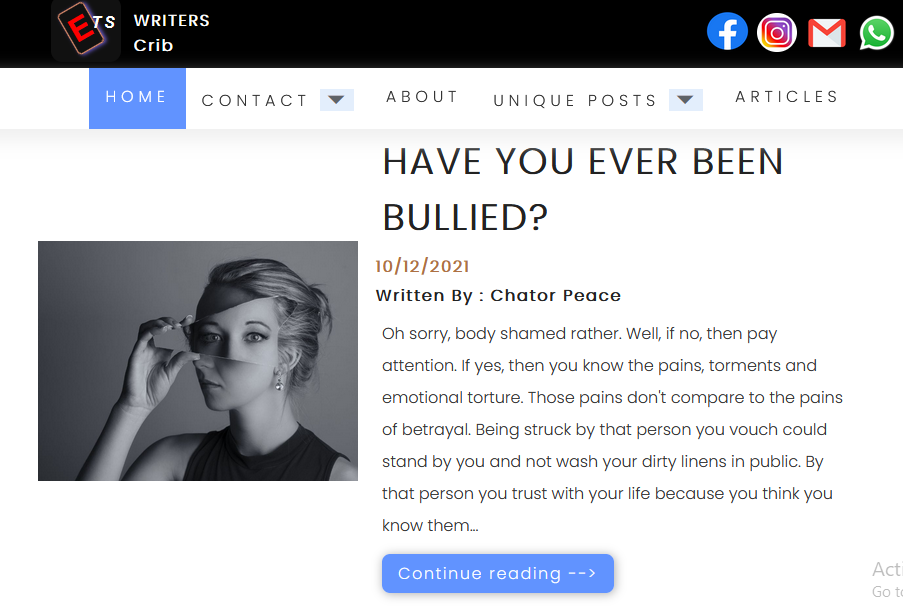 ETS
WRITERS
Crib
HOME
CONTACT
ABOUT
UNIQUE POSTS
ARTICLES
HAVE YOU EVER BEEN
BULLIED?
10/12/2021
Written By : Chator Peace
Oh sorry, body shamed rather. Well, if no, then pay
attention. If yes, then you know the pains, torments and
emotional torture. Those pains don't compare to the pains
of betrayal. Being struck by that person you vouch could
stand by you and not wash your dirty linens in public. By
that person you trust with your life because you think you
know them...
Continue reading -->
Acti
Go to